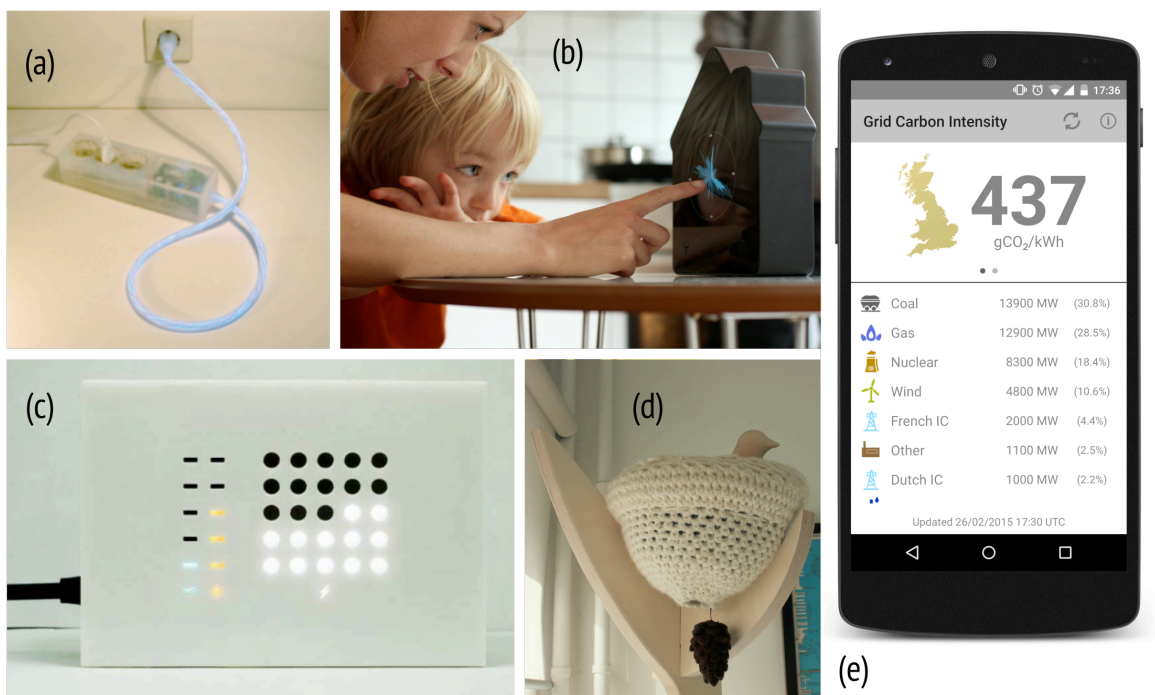 (a)
(b)
(c)
(d)
(e)
17:36
Grid Carbon Intensity
437
gCO₂/kWh
Coal 13900 MW (30.8%)
Gas 12900 MW (28.5%)
Nuclear 8300 MW (18.4%)
Wind 4800 MW (10.6%)
French IC 2000 MW (4.4%)
Other 1100 MW (2.5%)
Dutch IC 1000 MW (2.2%)
Updated 26/02/2015 17:30 UTC